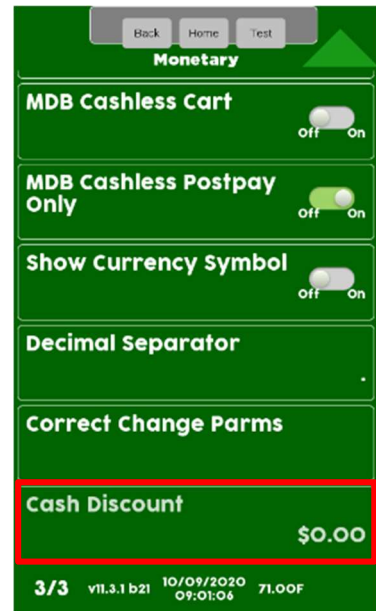 Back Home Test
Monetary
MDB Cashless Cart
Off On
MDB Cashless Postpay
Only
Off On
Show Currency Symbol
Off On
Decimal Separator
.
Correct Change Parms
Cash Discount
$0.00
3/3 v11.3.1 b21 10/09/2020 09:01:06 71.00F